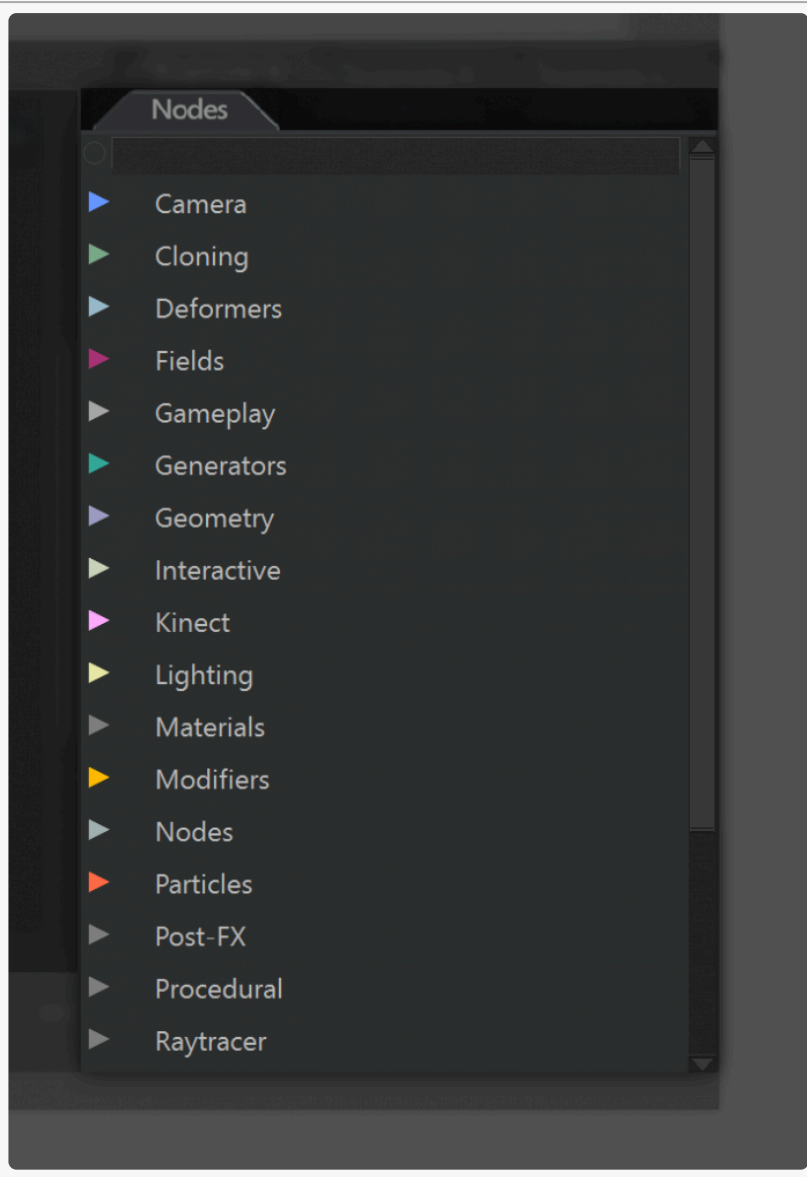 Nodes
Camera
Cloning
Deformers
Fields
Gameplay
Generators
Geometry
Interactive
Kinect
Lighting
Materials
Modifiers
Nodes
Particles
Post-FX
Procedural
Raytracer